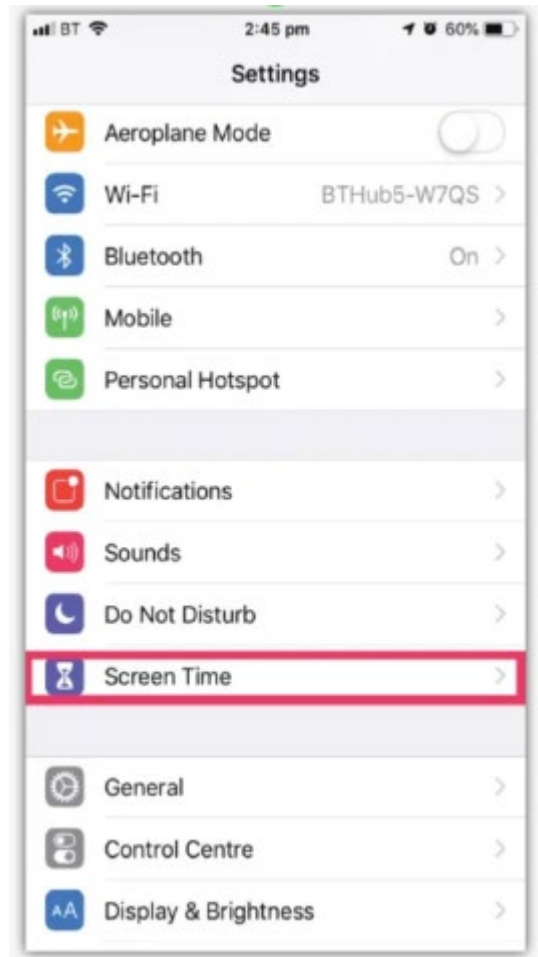 BT 2:45 pm 60%
Settings
Aeroplane Mode
Wi-Fi BTHub5-W7QS
Bluetooth On
Mobile
Personal Hotspot
Notifications
Sounds
Do Not Disturb
Screen Time
General
Control Centre
AA Display & Brightness